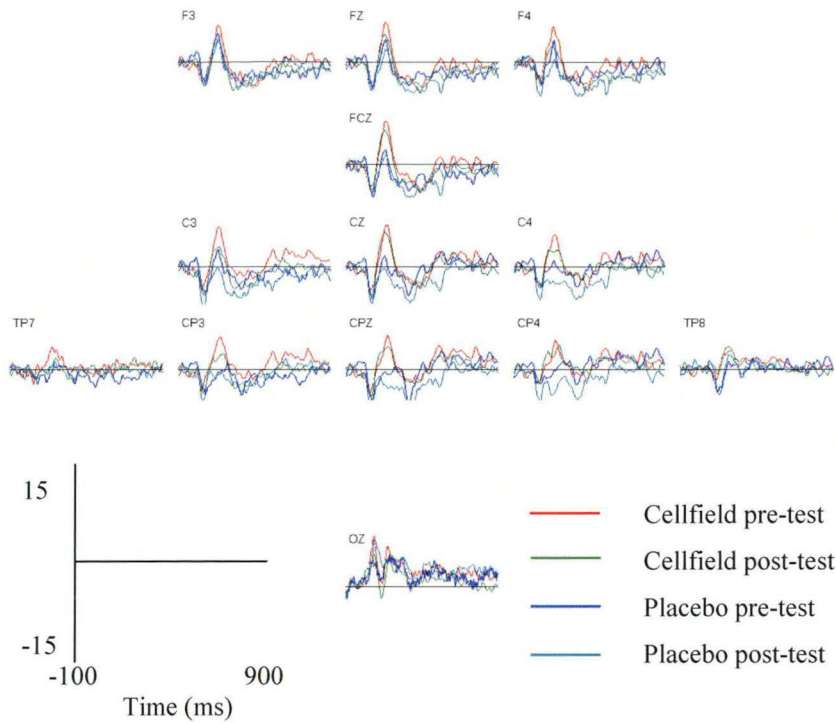 F3 FZ F4
FCZ
C3 CZ C4
TP7 CP3 CPZ CP4 TP8
15
-15
-100 900
Time (ms)
OZ
Cellfield pre-test
Cellfield post-test
Placebo pre-test
Placebo post-test